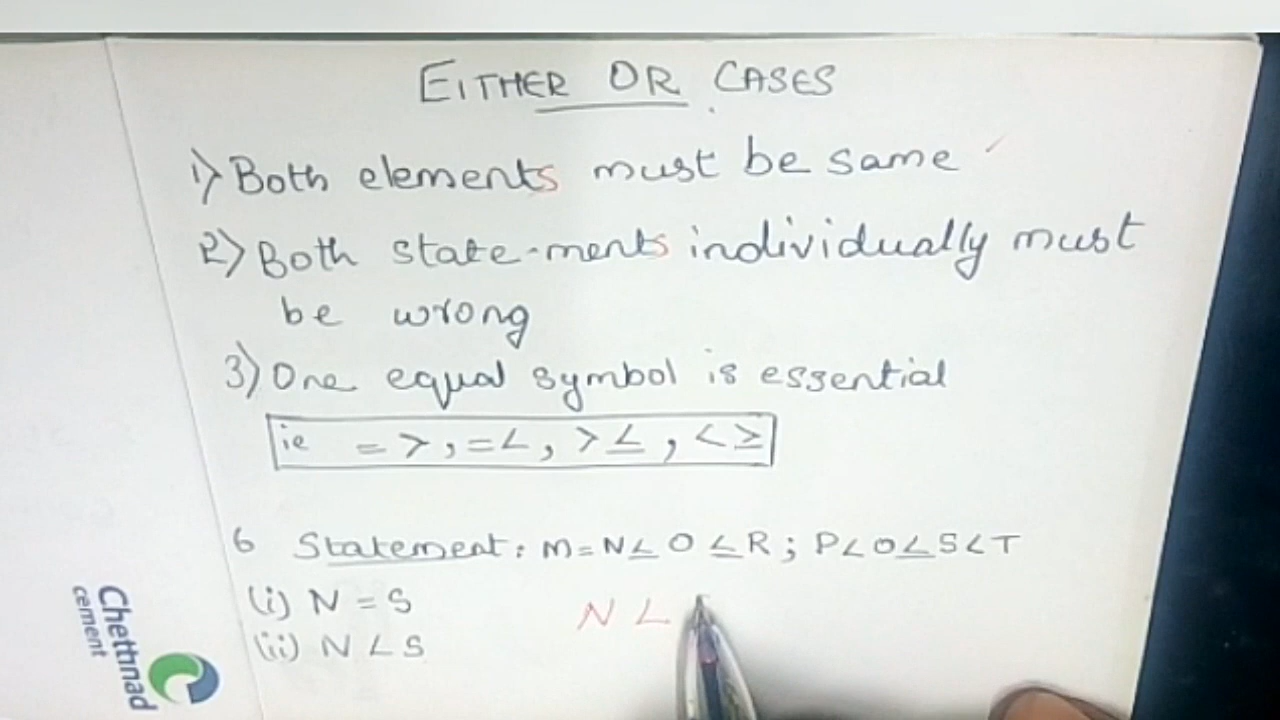 EITHER OR CASES
1) Both elements must be same
2) Both state-ments individually must
be wrong
3) One equal symbol is essential
ie = >, = <, > ≤, < ≥
6 Statement: M = N ≤ O ≤ R; P < O ≤ S < T
(i) N = S
(ii) N < S
N <
Chettinad
cement